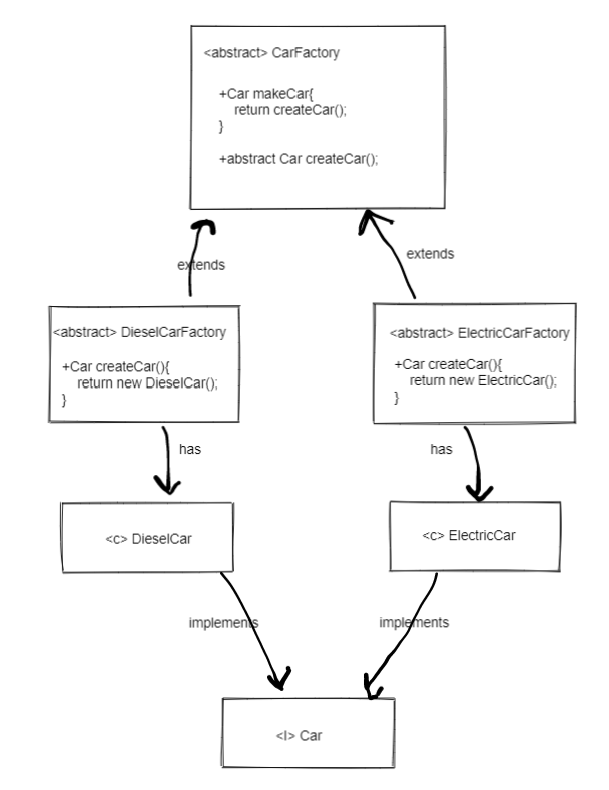 <abstract> CarFactory
+Car makeCar{
return createCar();
}
+abstract Car createCar();
extends
extends
<abstract> DieselCarFactory
+Car createCar(){
return new DieselCar();
}
<abstract> ElectricCarFactory
+Car createCar(){
return new ElectricCar();
}
has
has
<c> DieselCar
<c> ElectricCar
implements
implements
<I> Car